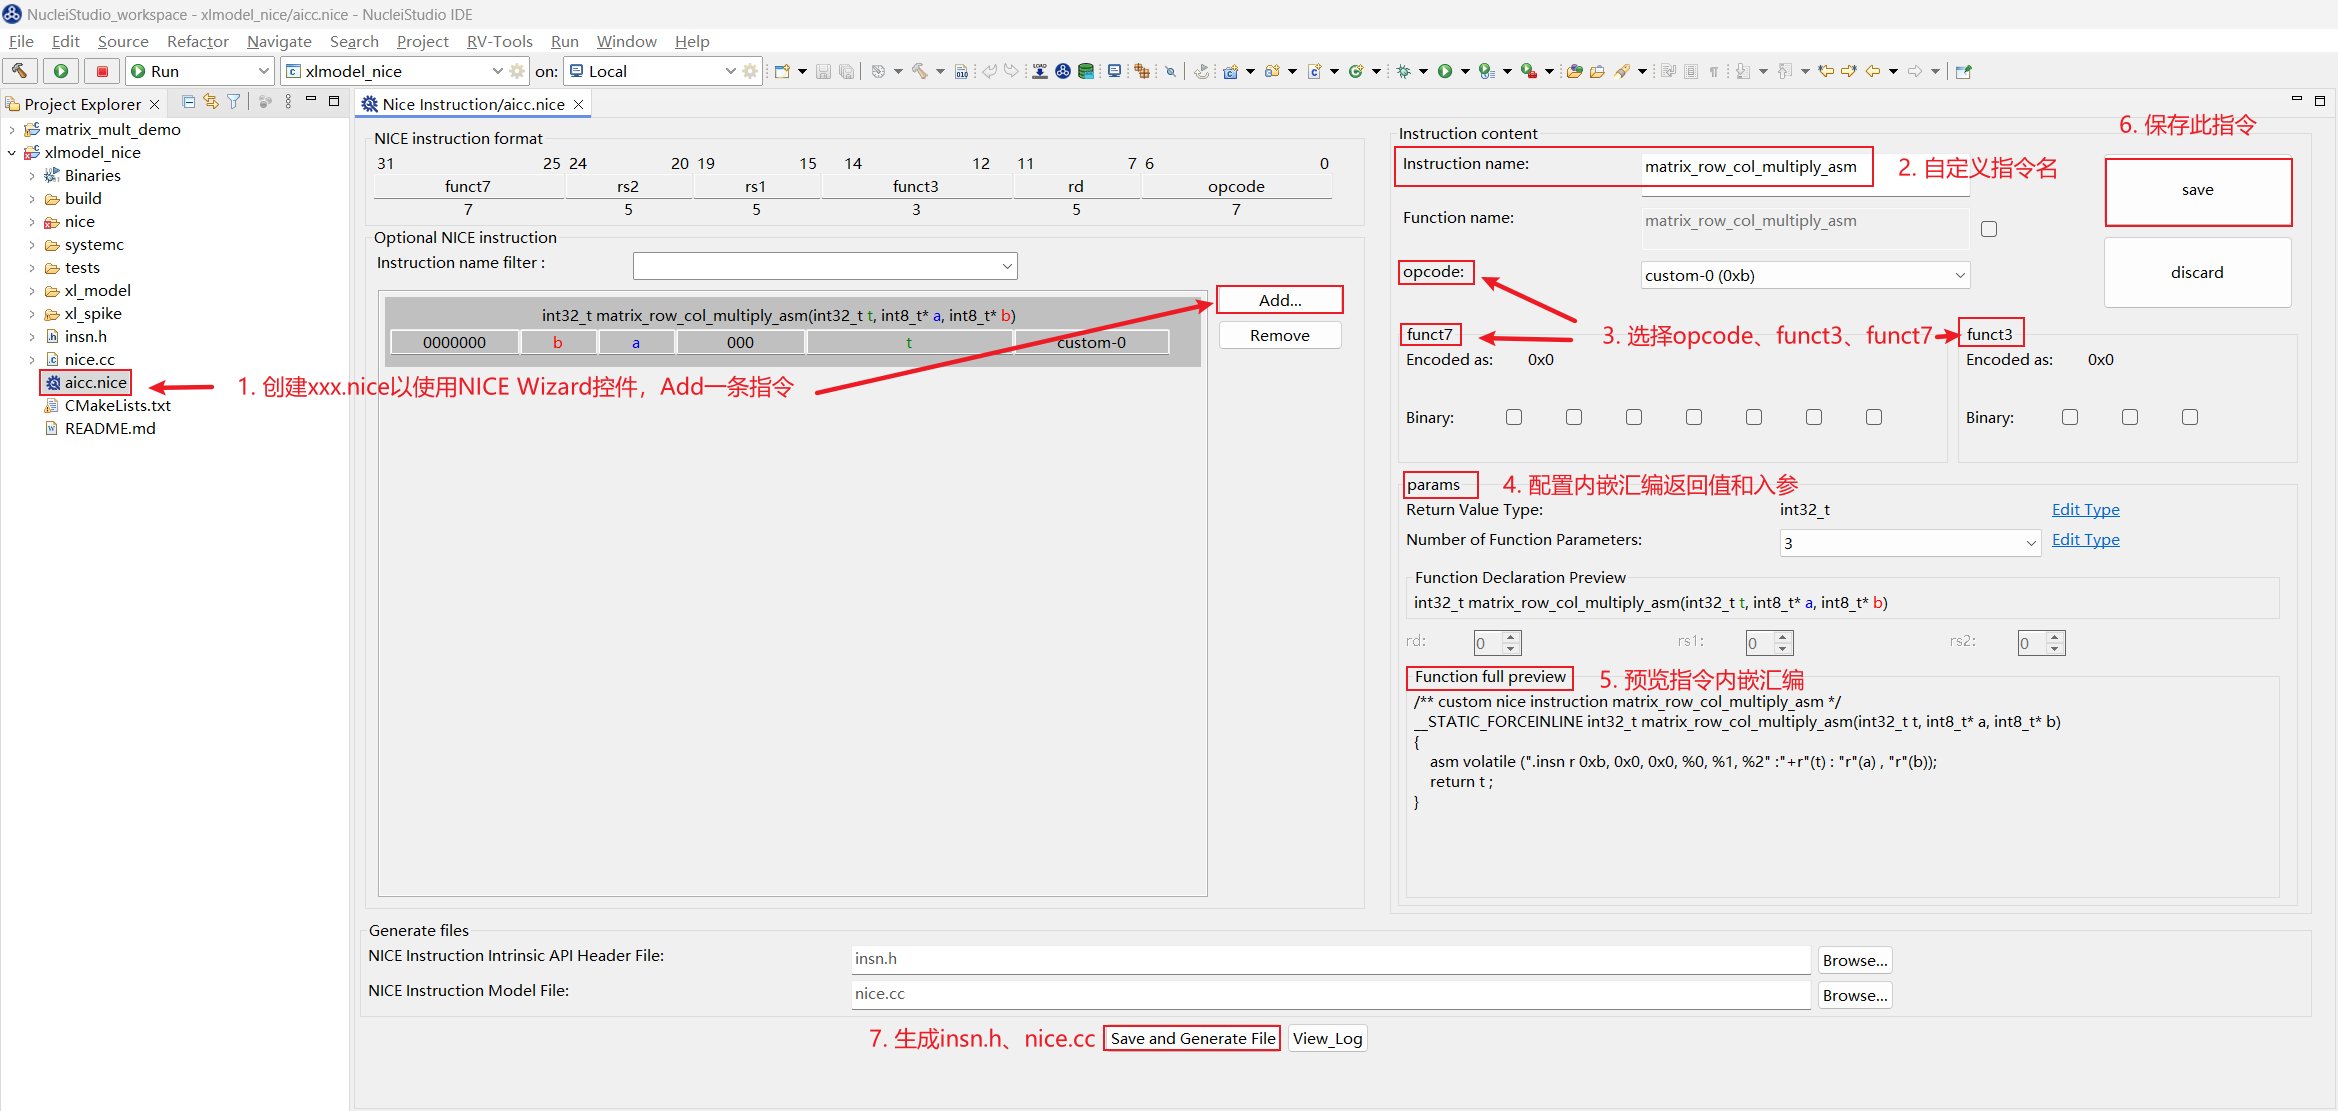 NucleiStudio_workspace - xlmodel_nice/aicc.nice - NucleiStudio IDE
File Edit Source Refactor Navigate Search Project RV-Tools Run Window Help
Run xlmodel_nice on: Local
Project Explorer
matrix_mult_demo
xlmodel_nice
Binaries
build
nice
systemc
tests
xl_model
xl_spike
insn.h
nice.cc
aicc.nice
CMakeLists.txt
README.md
1. 创建xxx.nice以使用NICE Wizard控件，Add一条指令
Nice Instruction/aicc.nice
NICE instruction format
31 25 24 20 19 15 14 12 11 7 6 0
funct7 rs2 rs1 funct3 rd opcode
7 5 5 3 5 7
Optional NICE instruction
Instruction name filter :
int32_t matrix_row_col_multiply_asm(int32_t t, int8_t* a, int8_t* b)
0000000 b a 000 t custom-0
Add...
Remove
Instruction content
6. 保存此指令
Instruction name: matrix_row_col_multiply_asm
2. 自定义指令名
save
Function name: matrix_row_col_multiply_asm
opcode: custom-0 (0xb)
discard
3. 选择opcode、funct3、funct7
funct7
Encoded as: 0x0
Binary:
funct3
Encoded as: 0x0
Binary:
params
4. 配置内嵌汇编返回值和入参
Return Value Type: int32_t Edit Type
Number of Function Parameters: 3 Edit Type
Function Declaration Preview
int32_t matrix_row_col_multiply_asm(int32_t t, int8_t* a, int8_t* b)
rd: 0 rs1: 0 rs2: 0
Function full preview
5. 预览指令内嵌汇编
/** custom nice instruction matrix_row_col_multiply_asm */
__STATIC_FORCEINLINE int32_t matrix_row_col_multiply_asm(int32_t t, int8_t* a, int8_t* b)
{
asm volatile (".insn r 0xb, 0x0, 0x0, %0, %1, %2" :"+r"(t) : "r"(a) , "r"(b));
return t ;
}
Generate files
NICE Instruction Intrinsic API Header File: insn.h Browse...
NICE Instruction Model File: nice.cc Browse...
7. 生成insn.h、nice.cc
Save and Generate File View_Log